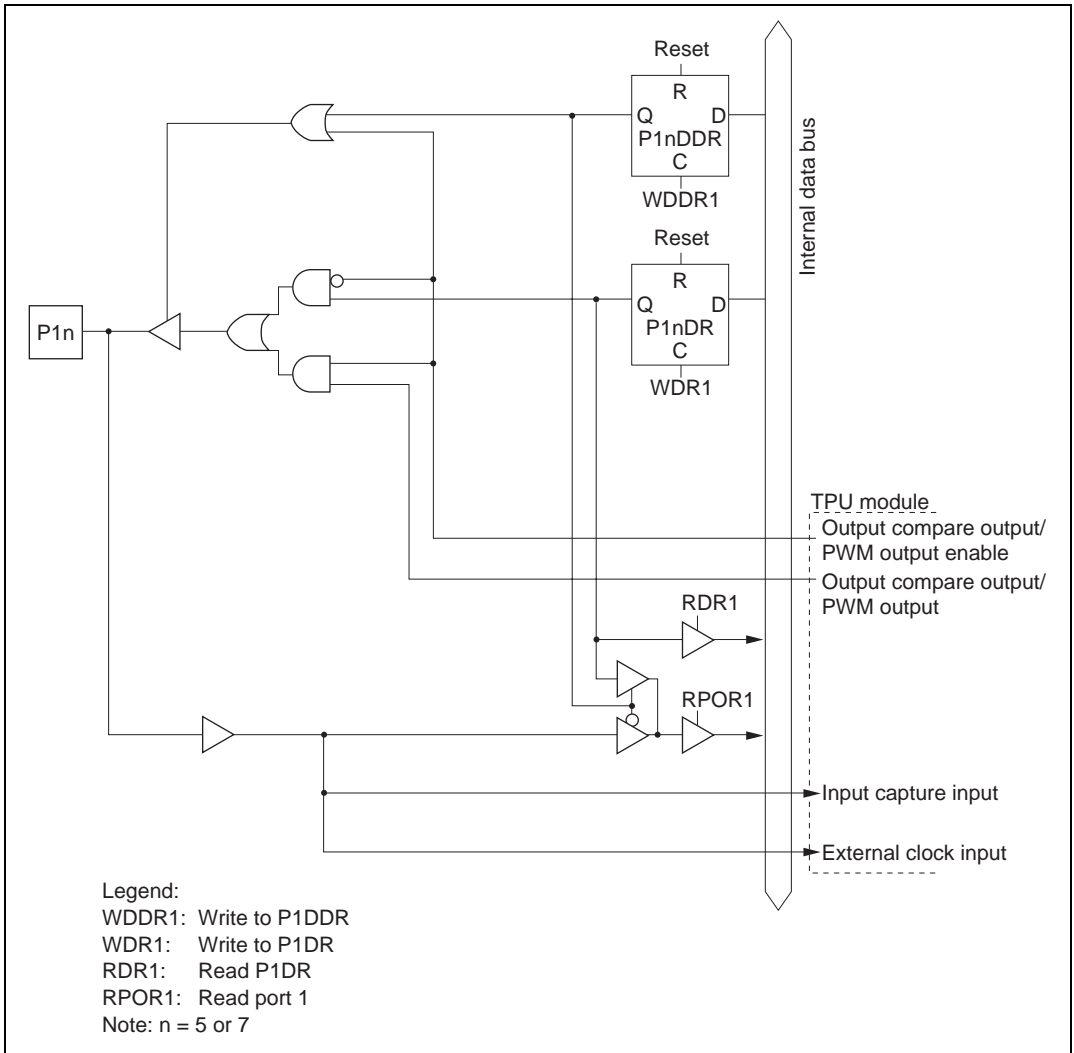 Reset
R
Q D
P1nDDR
C
WDDR1
Internal data bus
Reset
R
Q D
P1nDR
C
WDR1
P1n
TPU module
Output compare output/
PWM output enable
Output compare output/
PWM output
RDR1
RPOR1
Input capture input
External clock input
Legend:
WDDR1: Write to P1DDR
WDR1: Write to P1DR
RDR1: Read P1DR
RPOR1: Read port 1
Note: n = 5 or 7